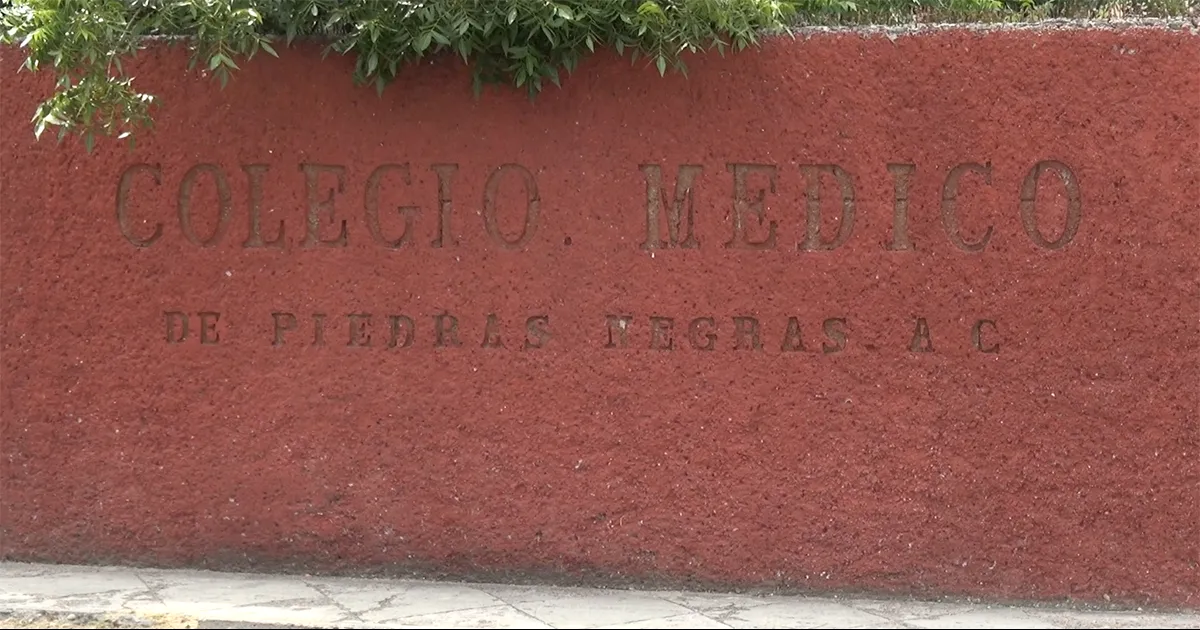 COLEGIO. MEDICO
DE PIEDRAS NEGRAS A C